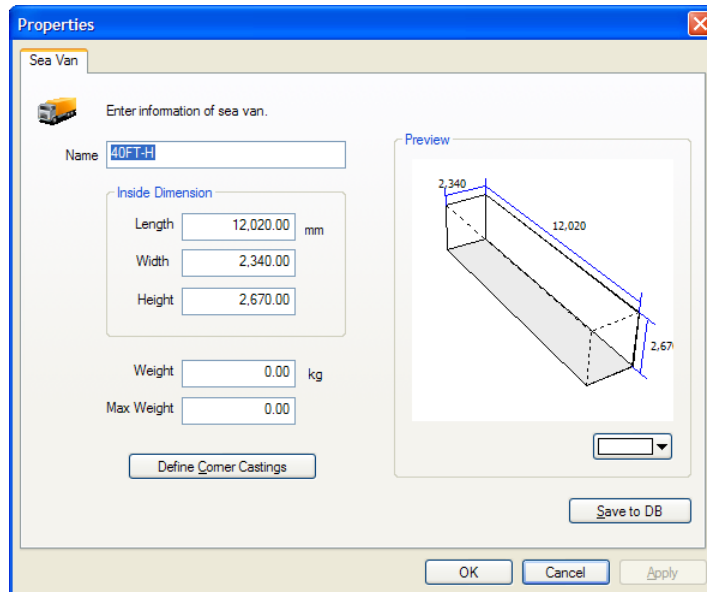 Properties
Sea Van
Enter information of sea van.
Name 40FT-H
Inside Dimension
Length 12,020.00 mm
Width 2,340.00
Height 2,670.00
Weight 0.00 kg
Max Weight 0.00
Define Corner Castings
Preview
2,340
12,020
2,67
Save to DB
OK Cancel Apply